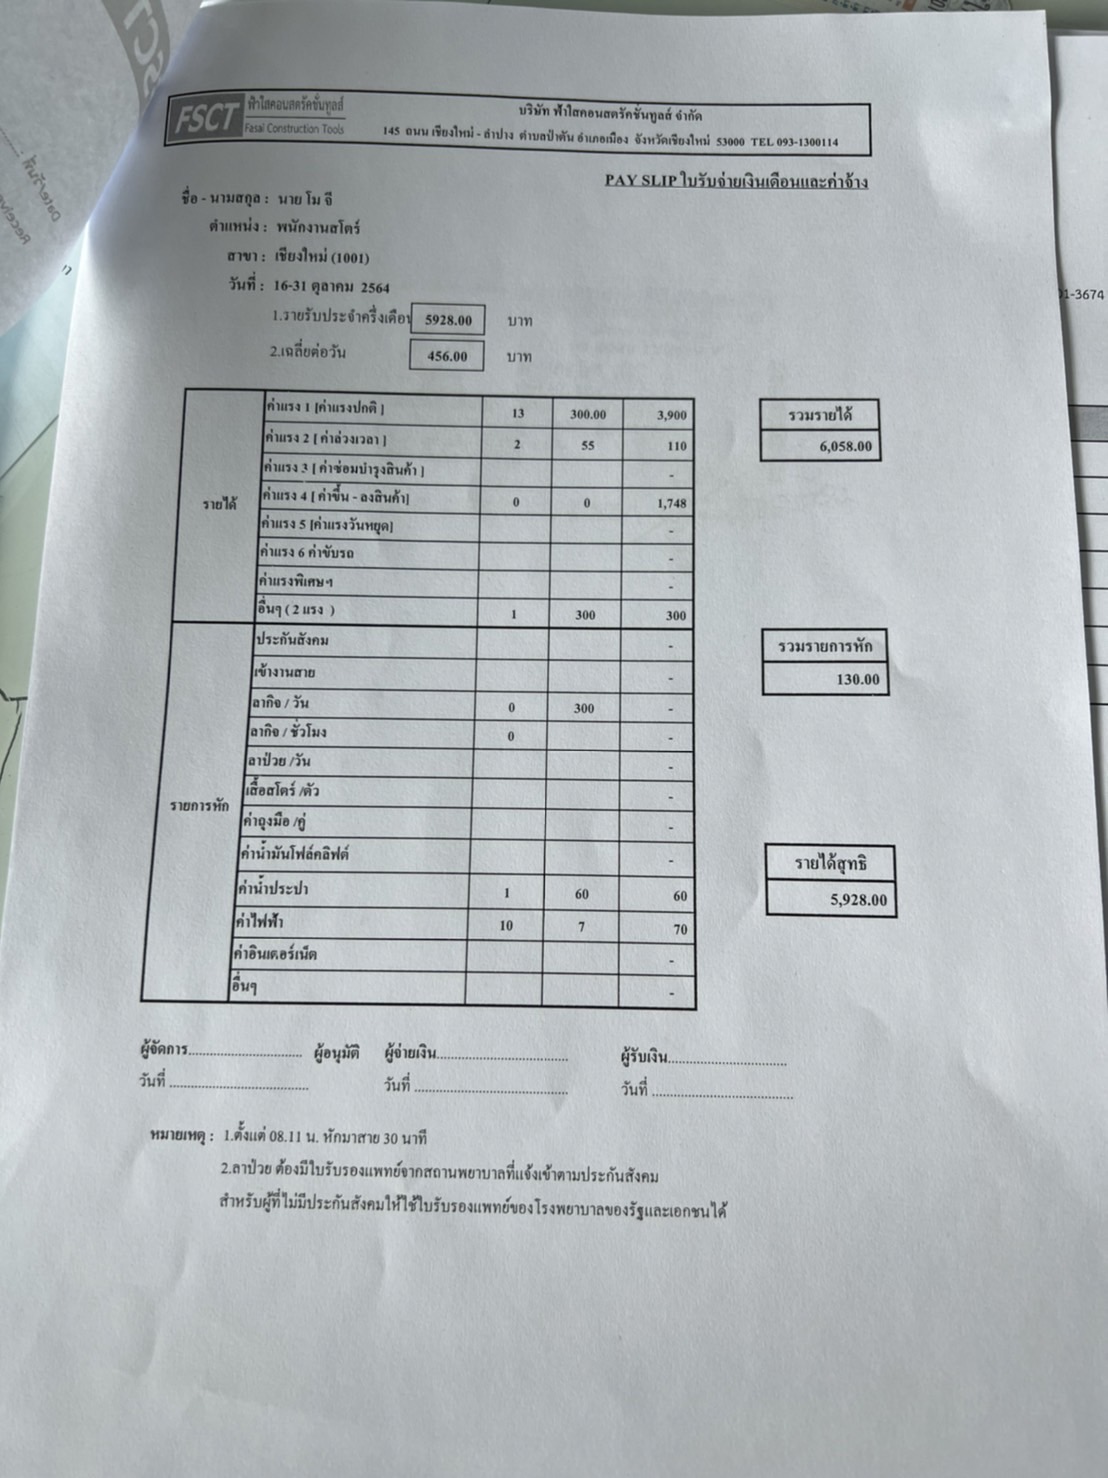 FSCT ฟ้าใสคอนสตรัคชั่นทูลส์
Fasai Construction Tools
บริษัท ฟ้าใสคอนสตรัคชั่นทูลส์ จำกัด
145 ถนน เชียงใหม่ - ลำปาง ตำบลป่าตัน อำเภอเมือง จังหวัดเชียงใหม่ 53000 TEL 093-1300114
PAY SLIP ใบรับจ่ายเงินเดือนและค่าจ้าง
ชื่อ - นามสกุล : นาย โม จี
ตำแหน่ง : พนักงานสโตร์
สาขา : เชียงใหม่ (1001)
วันที่ : 16-31 ตุลาคม 2564
1.รายรับประจำครึ่งเดือน 5928.00 บาท
2.เฉลี่ยต่อวัน 456.00 บาท
รายได้
ค่าแรง 1 [ค่าแรงปกติ ] 13 300.00 3,900
ค่าแรง 2 [ ค่าล่วงเวลา ] 2 55 110
ค่าแรง 3 [ ค่าซ่อมบำรุงสินค้า ] -
ค่าแรง 4 [ ค่าขึ้น - ลงสินค้า] 0 0 1,748
ค่าแรง 5 [ค่าแรงวันหยุด] -
ค่าแรง 6 ค่าขับรถ -
ค่าแรงพิเศษฯ -
อื่นๆ ( 2 แรง ) 1 300 300
รวมรายได้
6,058.00
รายการหัก
ประกันสังคม -
เข้างานสาย -
ลากิจ / วัน 0 300 -
ลากิจ / ชั่วโมง 0 -
ลาป่วย /วัน -
เสื้อสโตร์ /ตัว -
ค่าถุงมือ /คู่ -
ค่าน้ำมันโฟล์คลิฟต์ -
ค่าน้ำประปา 1 60 60
ค่าไฟฟ้า 10 7 70
ค่าอินเตอร์เน็ต -
อื่นๆ -
รวมรายการหัก
130.00
รายได้สุทธิ
5,928.00
ผู้จัดการ.............................. ผู้อนุมัติ ผู้จ่ายเงิน................................... ผู้รับเงิน...............................
วันที่ ..................................... วันที่ ......................................... วันที่ ......................................
หมายเหตุ : 1.ตั้งแต่ 08.11 น. หักมาสาย 30 นาที
2.ลาป่วย ต้องมีใบรับรองแพทย์จากสถานพยาบาลที่แจ้งเข้าตามประกันสังคม
สำหรับผู้ที่ไม่มีประกันสังคมให้ใช้ใบรับรองแพทย์ของโรงพยาบาลของรัฐและเอกชนได้
01-3674
Date/วันที่